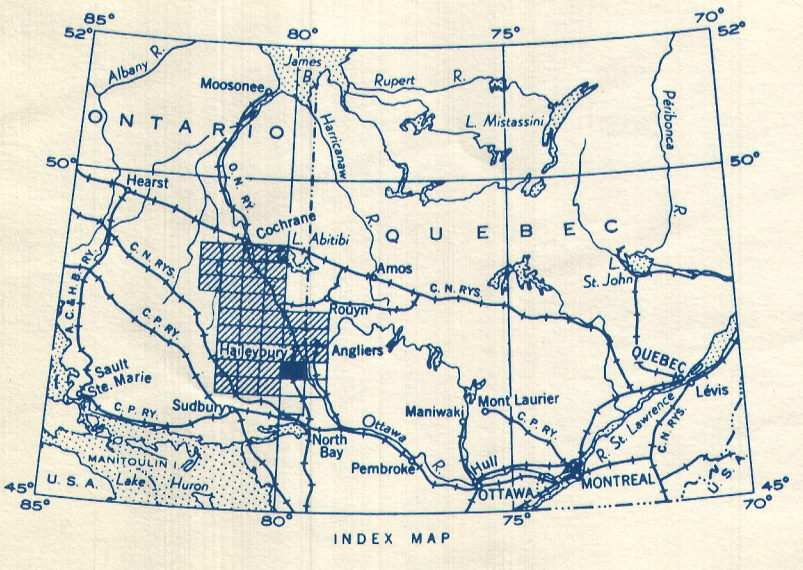 85°
80°
75°
70°
52°
52°
Albany R.
James
B.
Moosonee
Rupert R.
L. Mistassini
Péribonca
R.
ONTARIO
Harricanaw
R.
O. N. RY.
50°
50°
Hearst
Cochrane
L. Abitibi
QUEBEC
C. N. RYS.
Amos
C. N. RYS.
L.
St. John
A. C. & H. B. RY.
C. P. RY.
Rouyn
Haileybury
Angliers
QUEBEC
Lévis
Sault
Ste. Marie
C. P. RY.
Sudbury
Maniwaki
Mont Laurier
C. P. RY.
R. St. Lawrence
C. N. RYS.
North
Bay
Ottawa
R.
Pembroke
Hull
OTTAWA
MONTREAL
U. S. A.
MANITOULIN I.
U. S. A.
Lake Huron
45°
45°
85°
80°
75°
70°
INDEX MAP